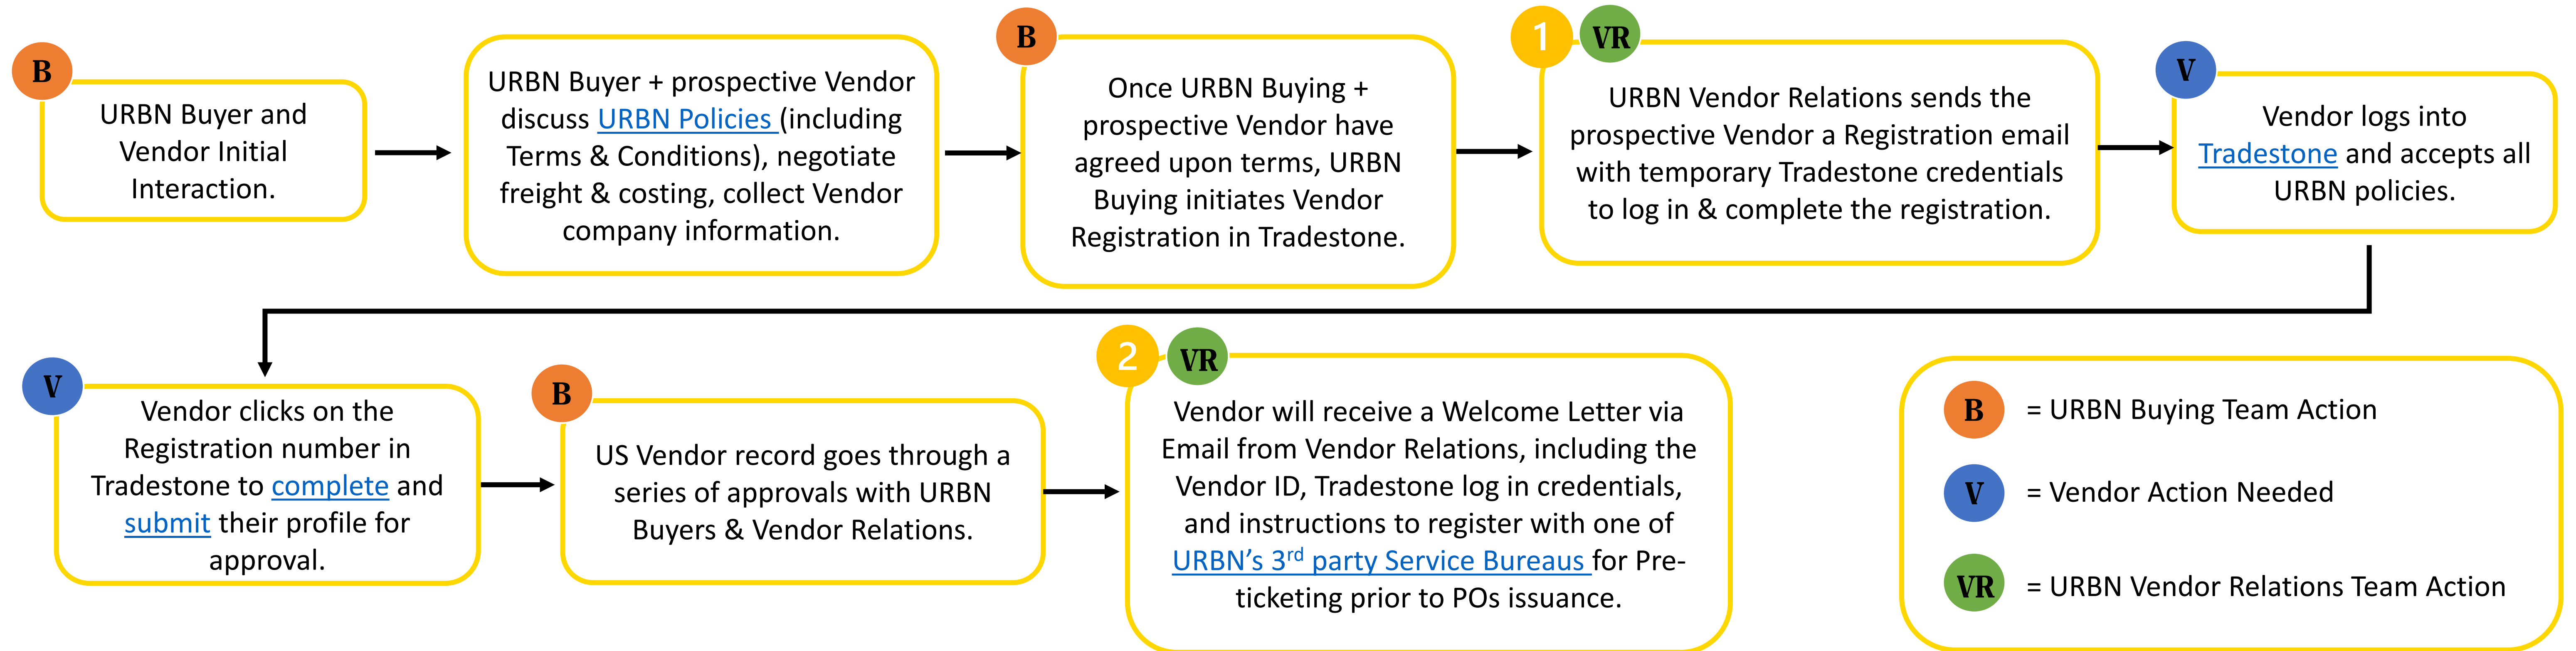 B
URBN Buyer and
Vendor Initial
Interaction.
URBN Buyer + prospective Vendor
discuss URBN Policies (including
Terms & Conditions), negotiate
freight & costing, collect Vendor
company information.
B
Once URBN Buying +
prospective Vendor have
agreed upon terms, URBN
Buying initiates Vendor
Registration in Tradestone.
1
VR
URBN Vendor Relations sends the
prospective Vendor a Registration email
with temporary Tradestone credentials
to log in & complete the registration.
V
Vendor logs into
Tradestone and accepts all
URBN policies.
V
Vendor clicks on the
Registration number in
Tradestone to complete and
submit their profile for
approval.
B
US Vendor record goes through a
series of approvals with URBN
Buyers & Vendor Relations.
2
VR
Vendor will receive a Welcome Letter via
Email from Vendor Relations, including the
Vendor ID, Tradestone log in credentials,
and instructions to register with one of
URBN’s 3rd party Service Bureaus for Pre-
ticketing prior to POs issuance.
B = URBN Buying Team Action
V = Vendor Action Needed
VR = URBN Vendor Relations Team Action